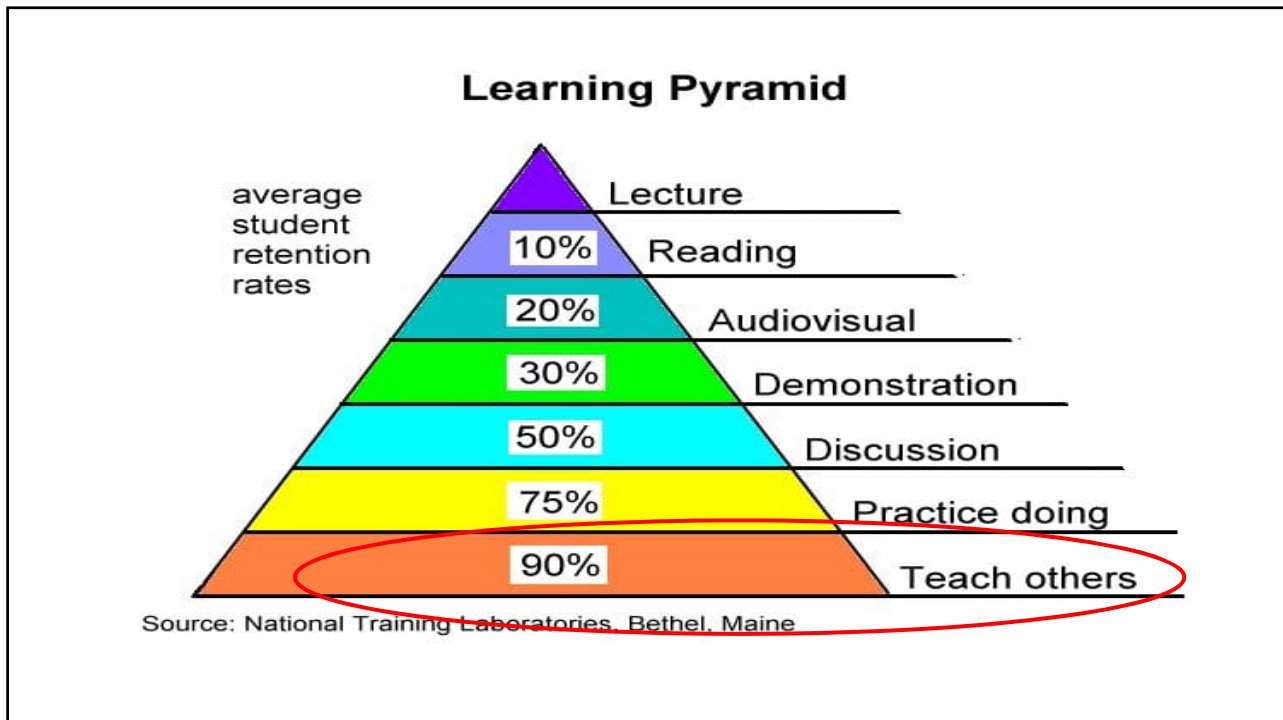 Learning Pyramid
average
student
retention
rates
Lecture
10% Reading
20% Audiovisual
30% Demonstration
50% Discussion
75% Practice doing
90% Teach others
Source: National Training Laboratories, Bethel, Maine